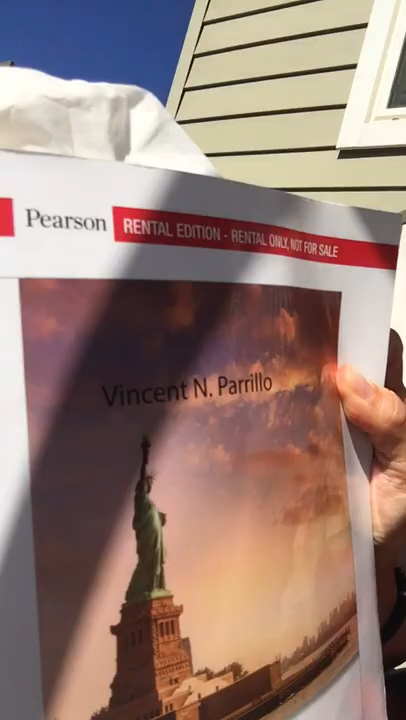 Pearson
RENTAL EDITION - RENTAL ONLY, NOT FOR SALE
Vincent N. Parrillo